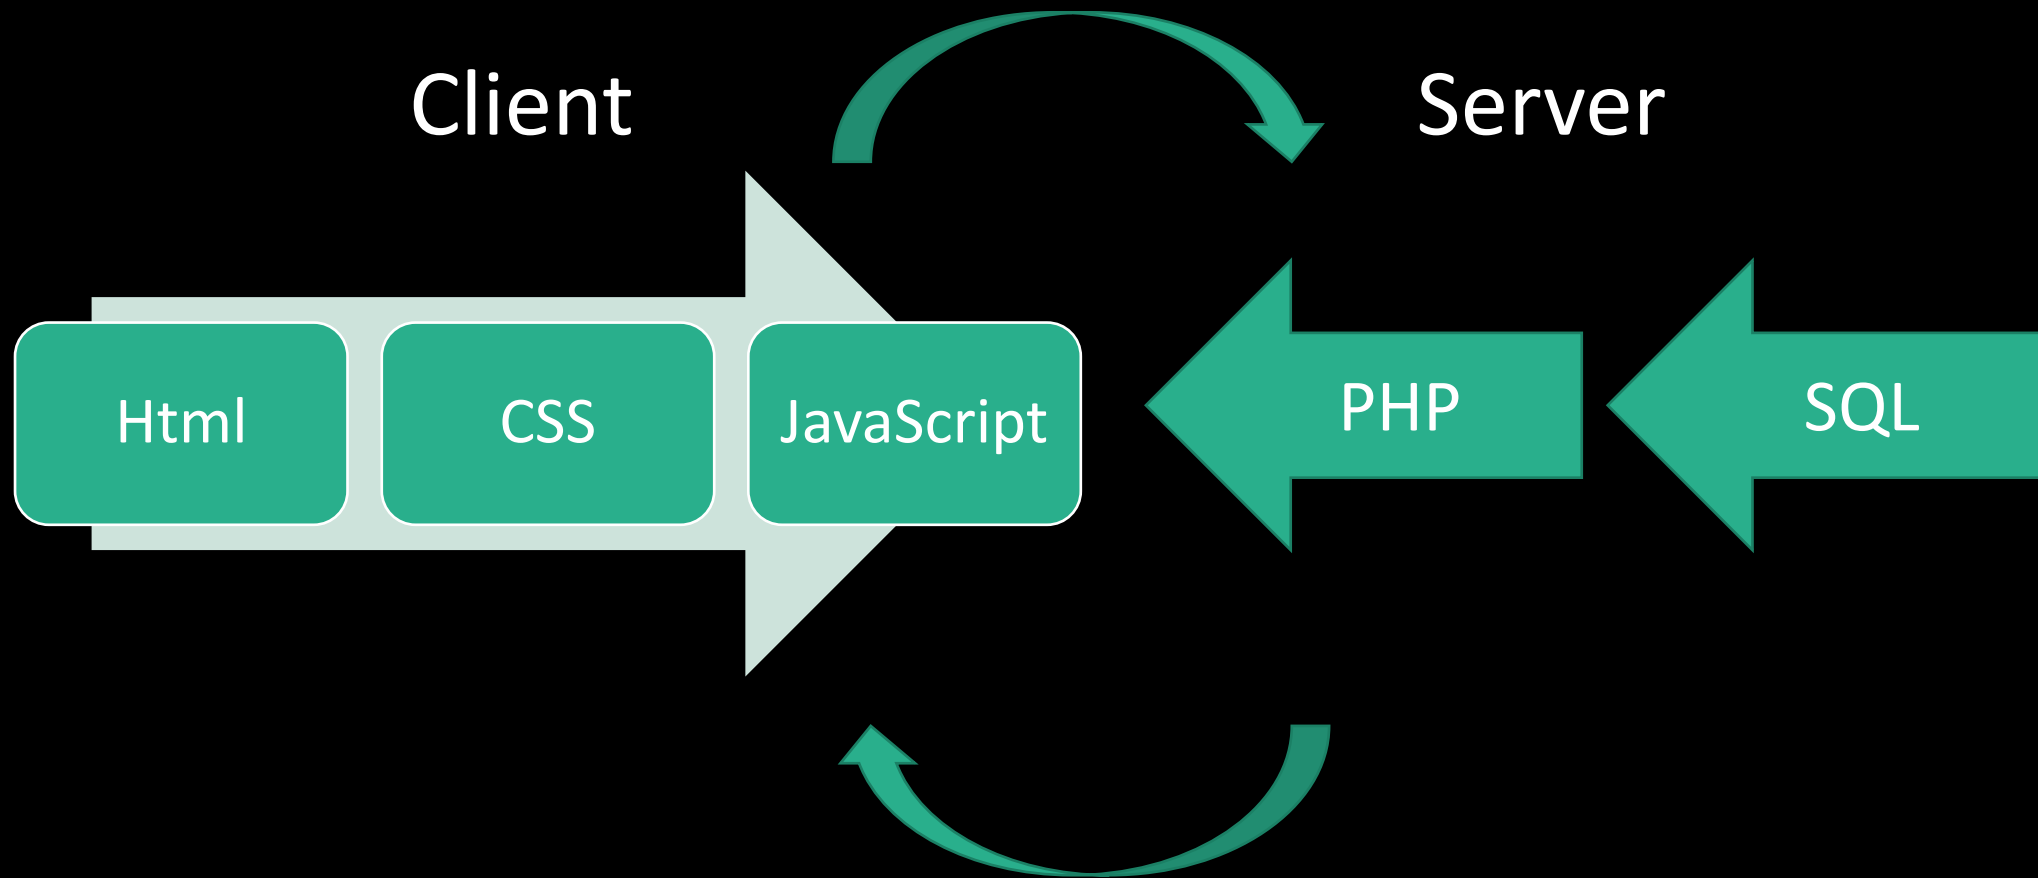 Client
Server
Html
CSS
JavaScript
PHP
SQL